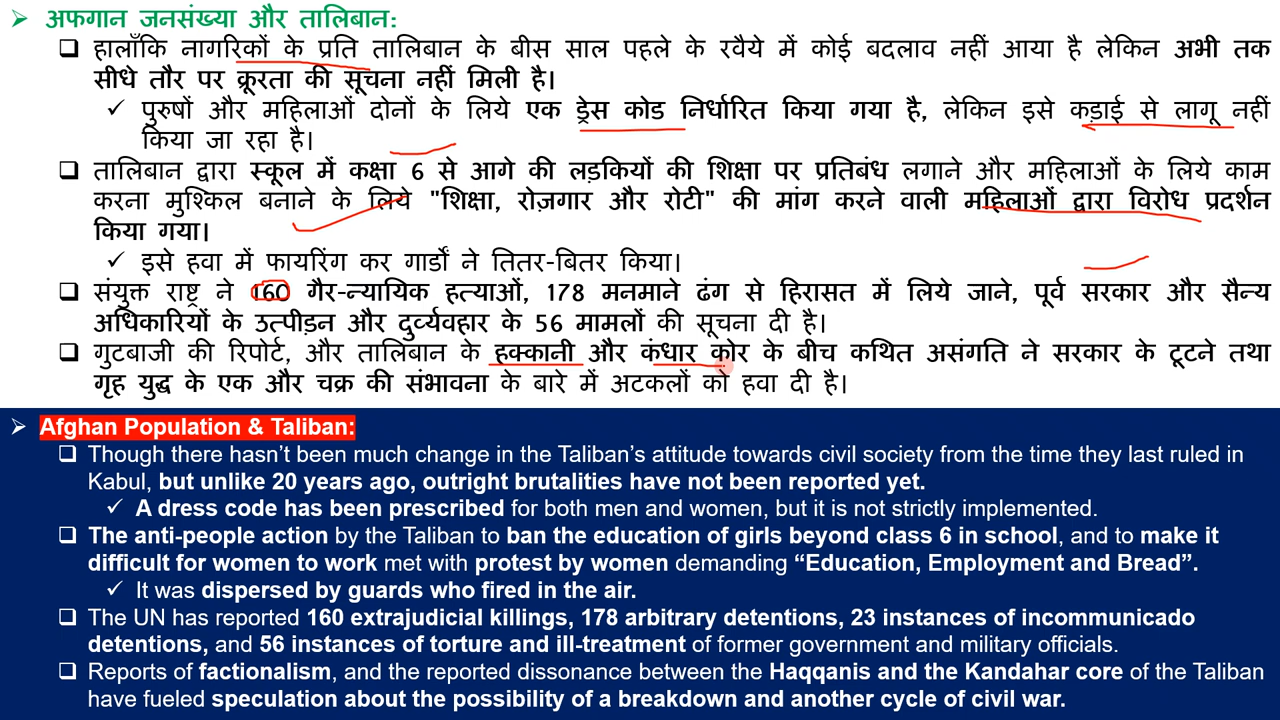 ➢ अफगान जनसंख्या और तालिबान:
❑ हालाँकि नागरिकों के प्रति तालिबान के बीस साल पहले के रवैये में कोई बदलाव नहीं आया है लेकिन अभी तक
सीधे तौर पर क्रूरता की सूचना नहीं मिली है।
✓ पुरुषों और महिलाओं दोनों के लिये एक ड्रेस कोड निर्धारित किया गया है, लेकिन इसे कड़ाई से लागू नहीं
किया जा रहा है।
❑ तालिबान द्वारा स्कूल में कक्षा 6 से आगे की लड़कियों की शिक्षा पर प्रतिबंध लगाने और महिलाओं के लिये काम
करना मुश्किल बनाने के लिये "शिक्षा, रोज़गार और रोटी" की मांग करने वाली महिलाओं द्वारा विरोध प्रदर्शन
किया गया।
✓ इसे हवा में फायरिंग कर गार्डों ने तितर-बितर किया।
❑ संयुक्त राष्ट्र ने 160 गैर-न्यायिक हत्याओं, 178 मनमाने ढंग से हिरासत में लिये जाने, पूर्व सरकार और सैन्य
अधिकारियों के उत्पीड़न और दुर्व्यवहार के 56 मामलों की सूचना दी है।
❑ गुटबाजी की रिपोर्ट, और तालिबान के हक्कानी और कंधार कोर के बीच कथित असंगति ने सरकार के टूटने तथा
गृह युद्ध के एक और चक्र की संभावना के बारे में अटकलों को हवा दी है।
➢ Afghan Population & Taliban:
❑ Though there hasn’t been much change in the Taliban’s attitude towards civil society from the time they last ruled in
Kabul, but unlike 20 years ago, outright brutalities have not been reported yet.
✓ A dress code has been prescribed for both men and women, but it is not strictly implemented.
❑ The anti-people action by the Taliban to ban the education of girls beyond class 6 in school, and to make it
difficult for women to work met with protest by women demanding “Education, Employment and Bread”.
✓ It was dispersed by guards who fired in the air.
❑ The UN has reported 160 extrajudicial killings, 178 arbitrary detentions, 23 instances of incommunicado
detentions, and 56 instances of torture and ill-treatment of former government and military officials.
❑ Reports of factionalism, and the reported dissonance between the Haqqanis and the Kandahar core of the Taliban
have fueled speculation about the possibility of a breakdown and another cycle of civil war.